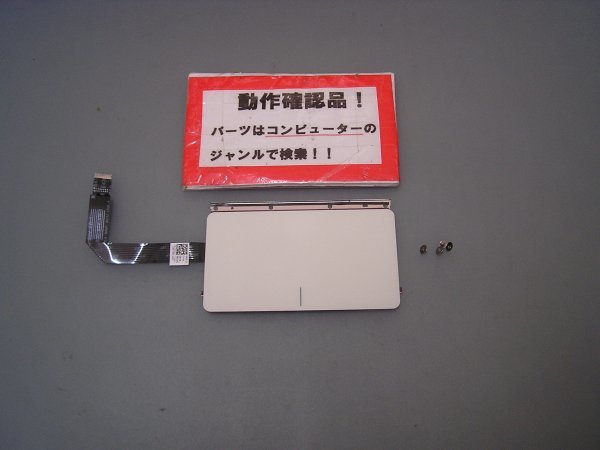 動作確認品！
パーツはコンピューターの
ジャンルで検索！！